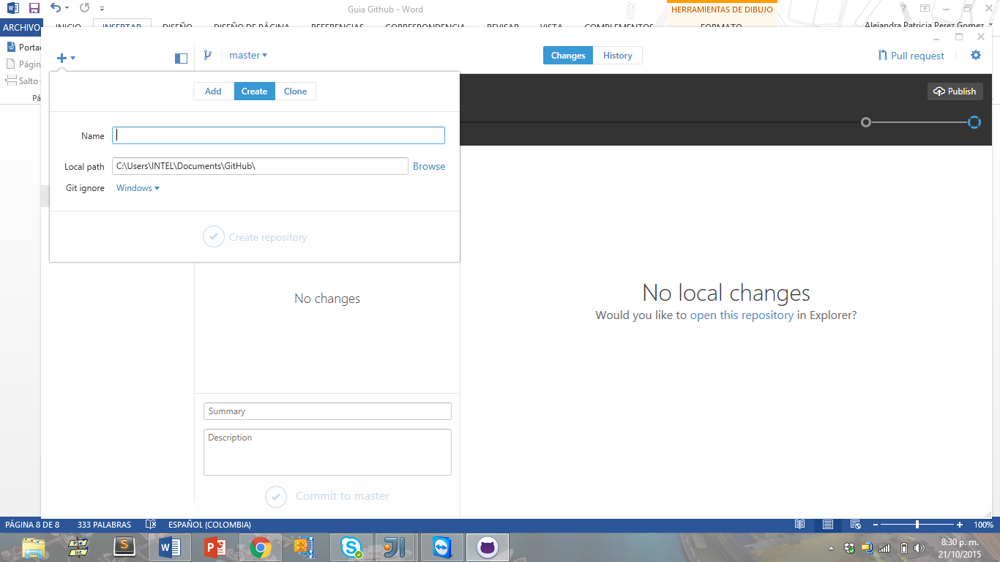 Guia Github - Word
HERRAMIENTAS DE DIBUJO
ARCHIVO INICIO INSERTAR DISEÑO DISEÑO DE PÁGINA REFERENCIAS CORRESPONDENCIA REVISAR VISTA COMPLEMENTOS FORMATO Alejandra Patricia Perez Gomez
Portad
Págin
Salto
Pá
master
Changes History
Pull request
Add Create Clone
Publish
Name
Local path C:\Users\INTEL\Documents\GitHub\ Browse
Git ignore Windows
Create repository
No changes
No local changes
Would you like to open this repository in Explorer?
Summary
Description
Commit to master
PÁGINA 8 DE 8 333 PALABRAS ESPAÑOL (COLOMBIA) 100%
PSe
Int
8:30 p. m.
21/10/2015